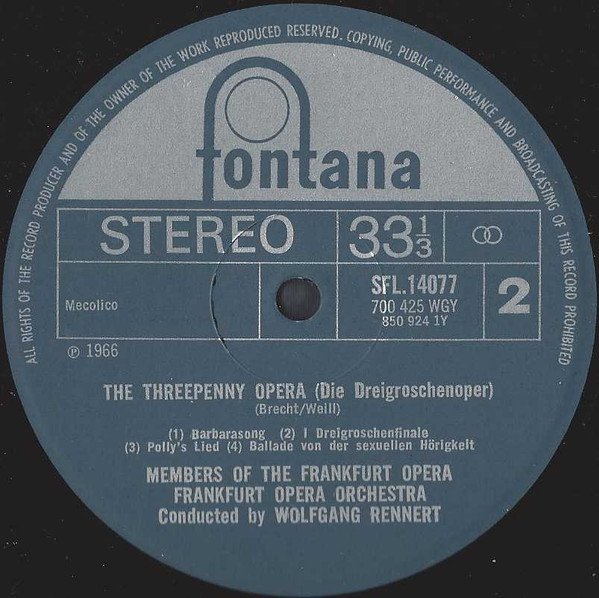 ALL RIGHTS OF THE RECORD PRODUCER AND OF THE OWNER OF THE WORK REPRODUCED RESERVED. COPYING, PUBLIC PERFORMANCE AND BROADCASTING OF THIS RECORD PROHIBITED
fontana
STEREO 33⅓
SFL.14077
Mecolico 700 425 WGY 2
850 924 1Y
℗ 1966
THE THREEPENNY OPERA (Die Dreigroschenoper)
(Brecht/Weill)
(1) Barbarasong (2) I Dreigroschenfinale
(3) Polly's Lied (4) Ballade von der sexuellen Hörigkeit
MEMBERS OF THE FRANKFURT OPERA
FRANKFURT OPERA ORCHESTRA
Conducted by WOLFGANG RENNERT